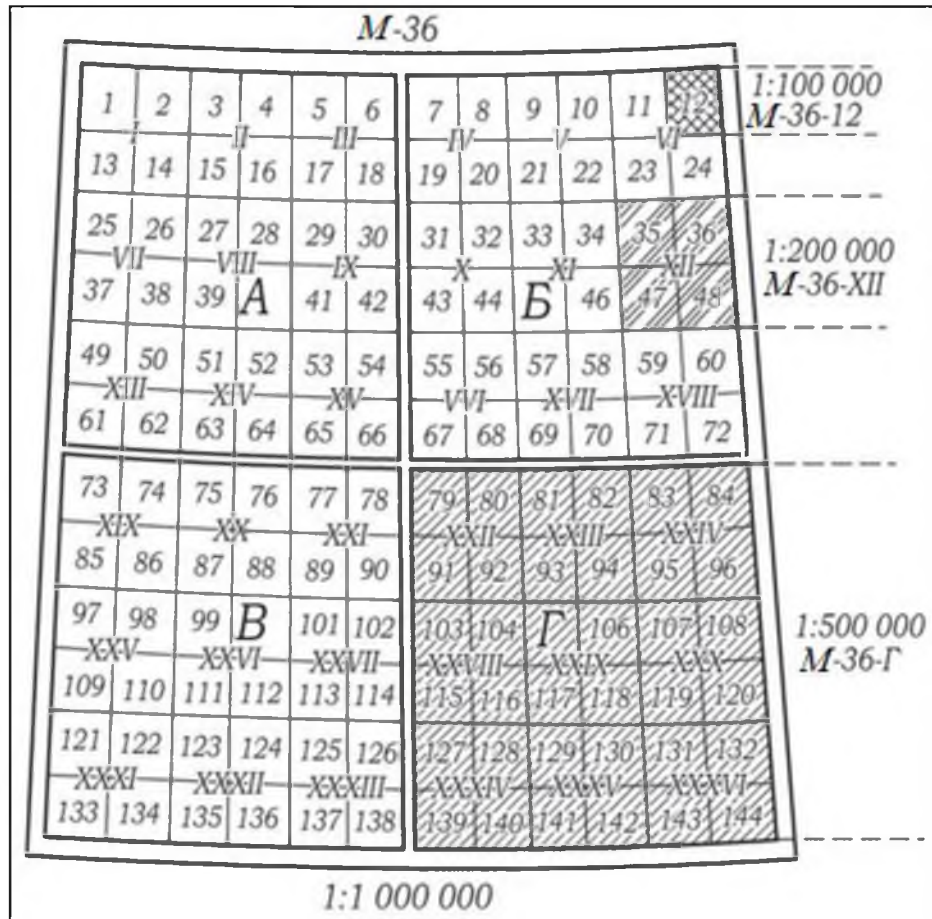 М-36
1 2 3 4 5 6 7 8 9 10 11 12
1:100 000
М-36-12
I II III IV V VI
13 14 15 16 17 18 19 20 21 22 23 24
25 26 27 28 29 30 31 32 33 34 35 36
1:200 000
М-36-XII
VII VIII IX X XI XII
37 38 39 А 41 42 43 44 Б 46 47 48
49 50 51 52 53 54 55 56 57 58 59 60
XIII XIV XV VVI XVII XVIII
61 62 63 64 65 66 67 68 69 70 71 72
73 74 75 76 77 78 79 80 81 82 83 84
XIX XX XXI XXII XXIII XXIV
85 86 87 88 89 90 91 92 93 94 95 96
97 98 99 В 101 102 103 104 Г 106 107 108
1:500 000
М-36-Г
XXV XXVI XXVII XXVIII XXIX XXX
109 110 111 112 113 114 115 116 117 118 119 120
121 122 123 124 125 126 127 128 129 130 131 132
XXXI XXXII XXXIII XXXIV XXXV XXXVI
133 134 135 136 137 138 139 140 141 142 143 144
1:1 000 000